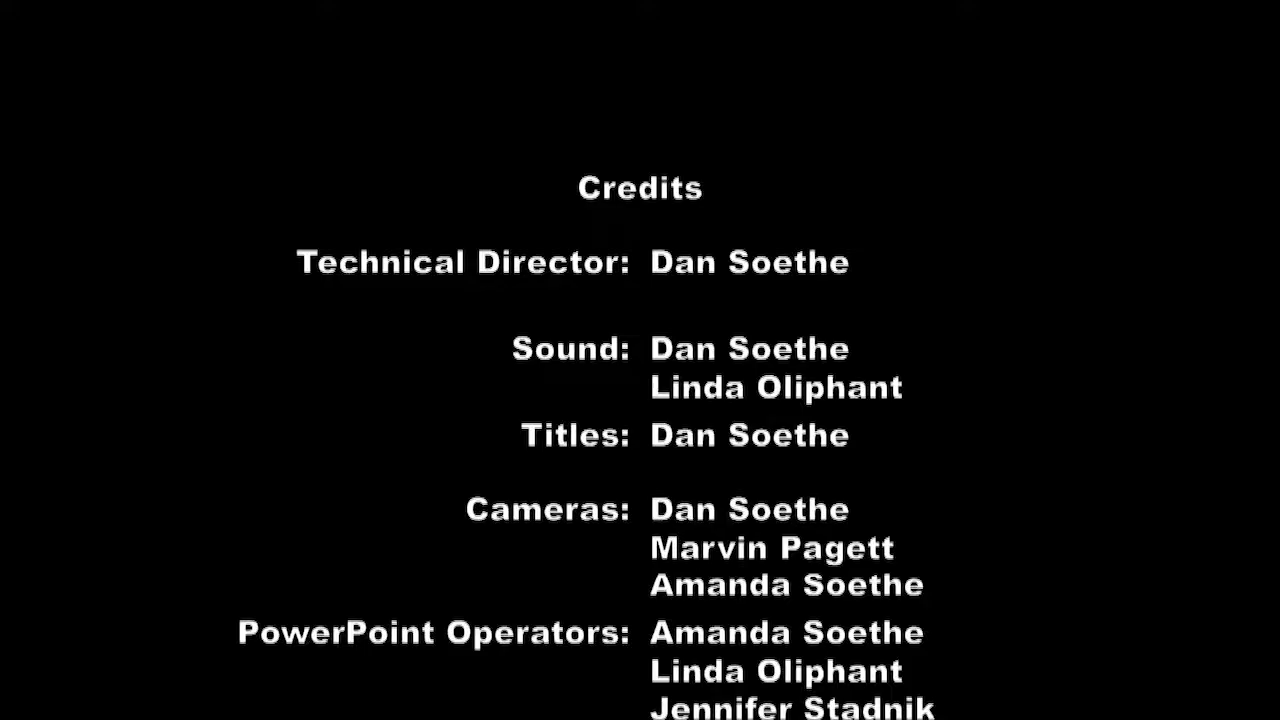 Credits
Technical Director: Dan Soethe
Sound: Dan Soethe
Linda Oliphant
Titles: Dan Soethe
Cameras: Dan Soethe
Marvin Pagett
Amanda Soethe
PowerPoint Operators: Amanda Soethe
Linda Oliphant
Jennifer Stadnik